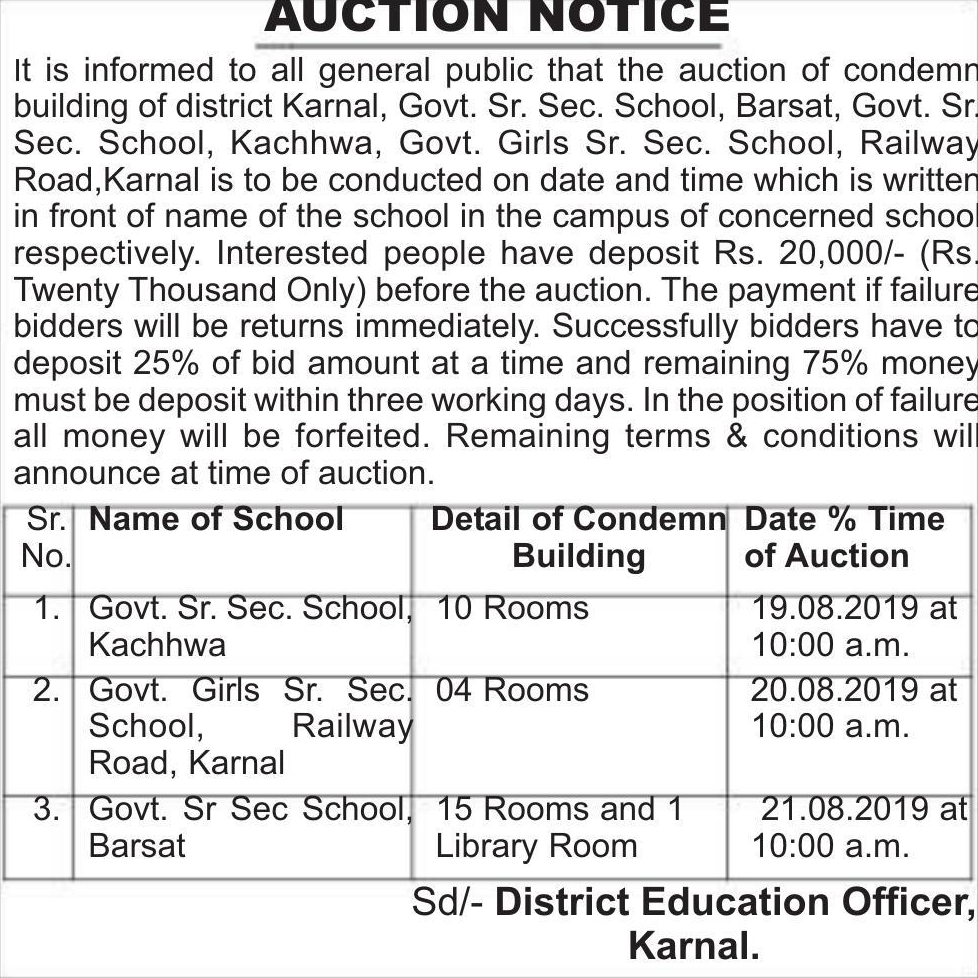 AUCTION NOTICE
It is informed to all general public that the auction of condemn
building of district Karnal, Govt. Sr. Sec. School, Barsat, Govt. Sr.
Sec. School, Kachhwa, Govt. Girls Sr. Sec. School, Railway
Road,Karnal is to be conducted on date and time which is written
in front of name of the school in the campus of concerned school
respectively. Interested people have deposit Rs. 20,000/- (Rs.
Twenty Thousand Only) before the auction. The payment if failure
bidders will be returns immediately. Successfully bidders have to
deposit 25% of bid amount at a time and remaining 75% money
must be deposit within three working days. In the position of failure
all money will be forfeited. Remaining terms & conditions will
announce at time of auction.
Sr. Name of School Detail of Condemn Date % Time
No. Building of Auction
1. Govt. Sr. Sec. School, 10 Rooms 19.08.2019 at
Kachhwa 10:00 a.m.
2. Govt. Girls Sr. Sec. 04 Rooms 20.08.2019 at
School, Railway 10:00 a.m.
Road, Karnal
3. Govt. Sr Sec School, 15 Rooms and 1 21.08.2019 at
Barsat Library Room 10:00 a.m.
Sd/- District Education Officer,
Karnal.